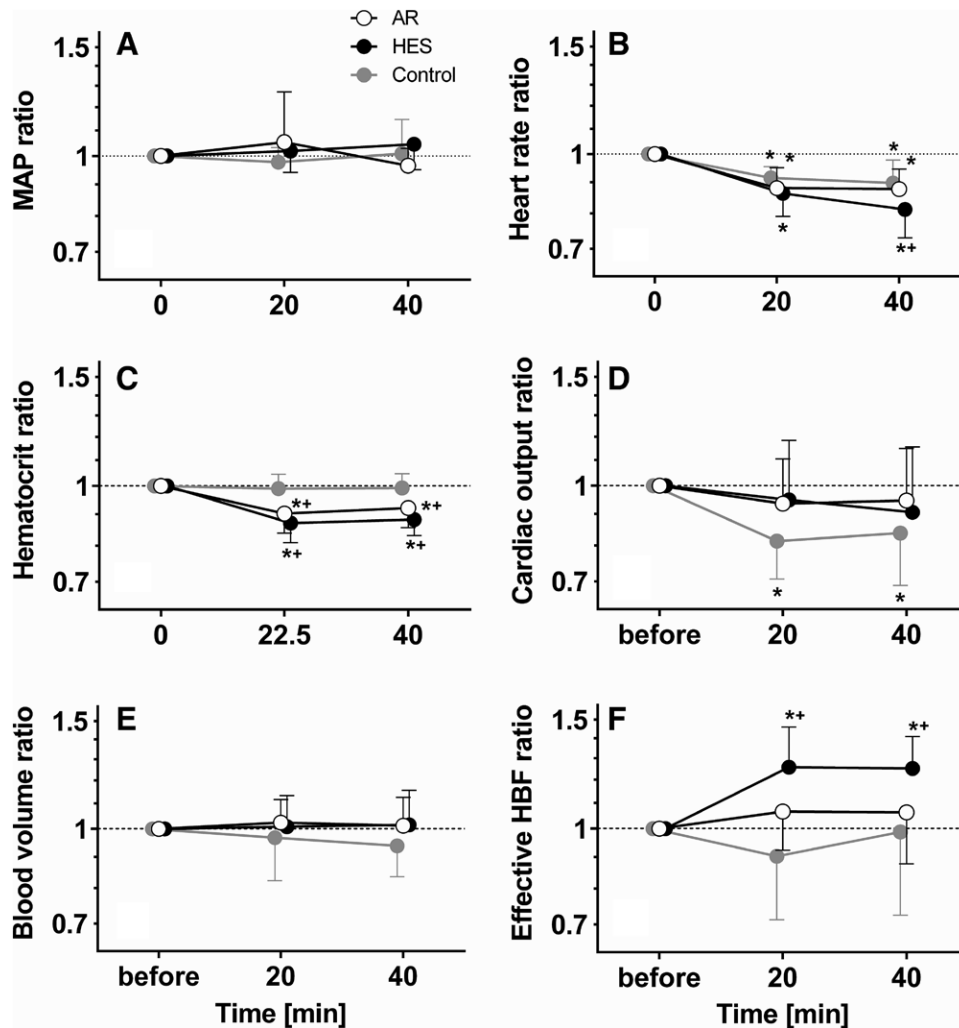 AR
HES
Control
A
MAP ratio
1.5
1
0.7
0 20 40
B
Heart rate ratio
1.5
1
0.7
* *
*
* *
*+
0 20 40
C
Hematocrit ratio
1.5
1
0.7
*+ *+
*+ *+
0 22.5 40
D
Cardiac output ratio
1.5
1
0.7
* *
before 20 40
E
Blood volume ratio
1.5
1
0.7
before 20 40
Time [min]
F
Effective HBF ratio
1.5
1
0.7
*+ *+
before 20 40
Time [min]